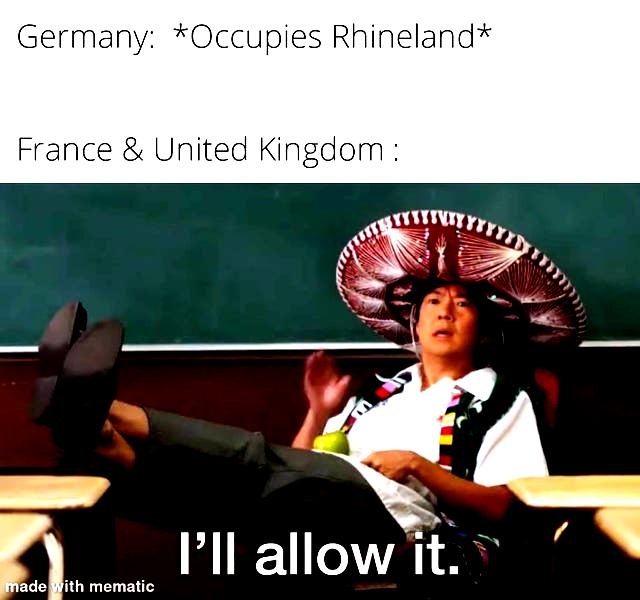 Germany: *Occupies Rhineland*
France & United Kingdom :
I'll allow it.
made with mematic